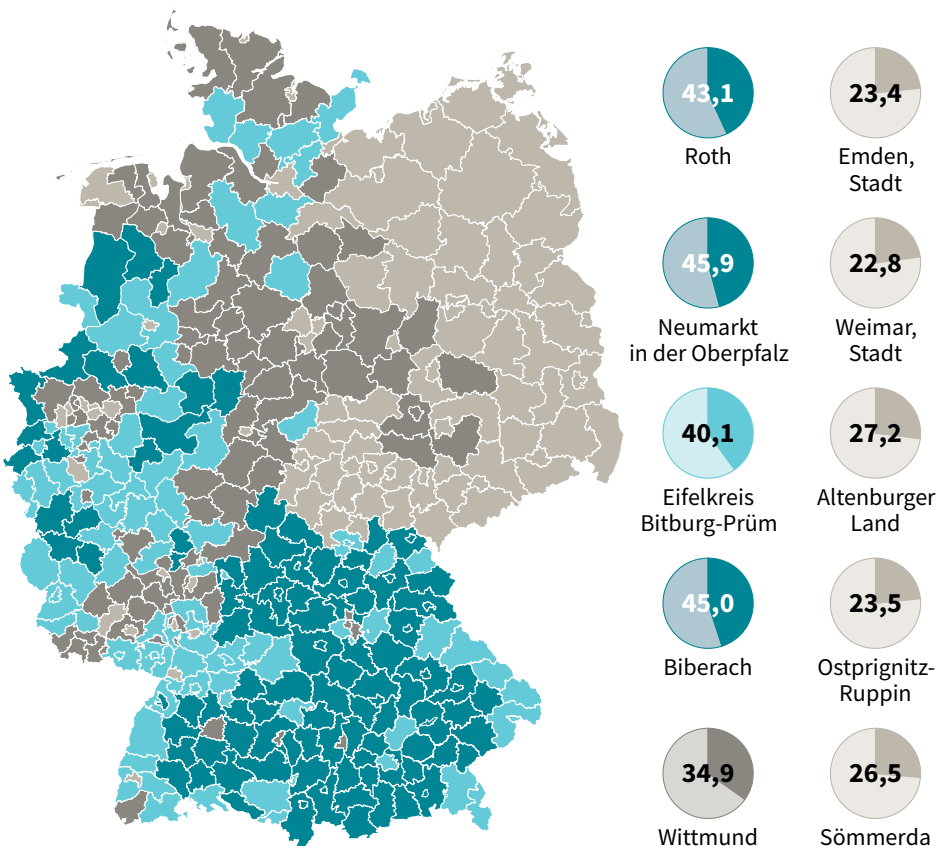 43,1
Roth
23,4
Emden,
Stadt
45,9
Neumarkt
in der Oberpfalz
22,8
Weimar,
Stadt
40,1
Eifelkreis
Bitburg-Prüm
27,2
Altenburger
Land
45,0
Biberach
23,5
Ostprignitz-
Ruppin
34,9
Wittmund
26,5
Sömmerda